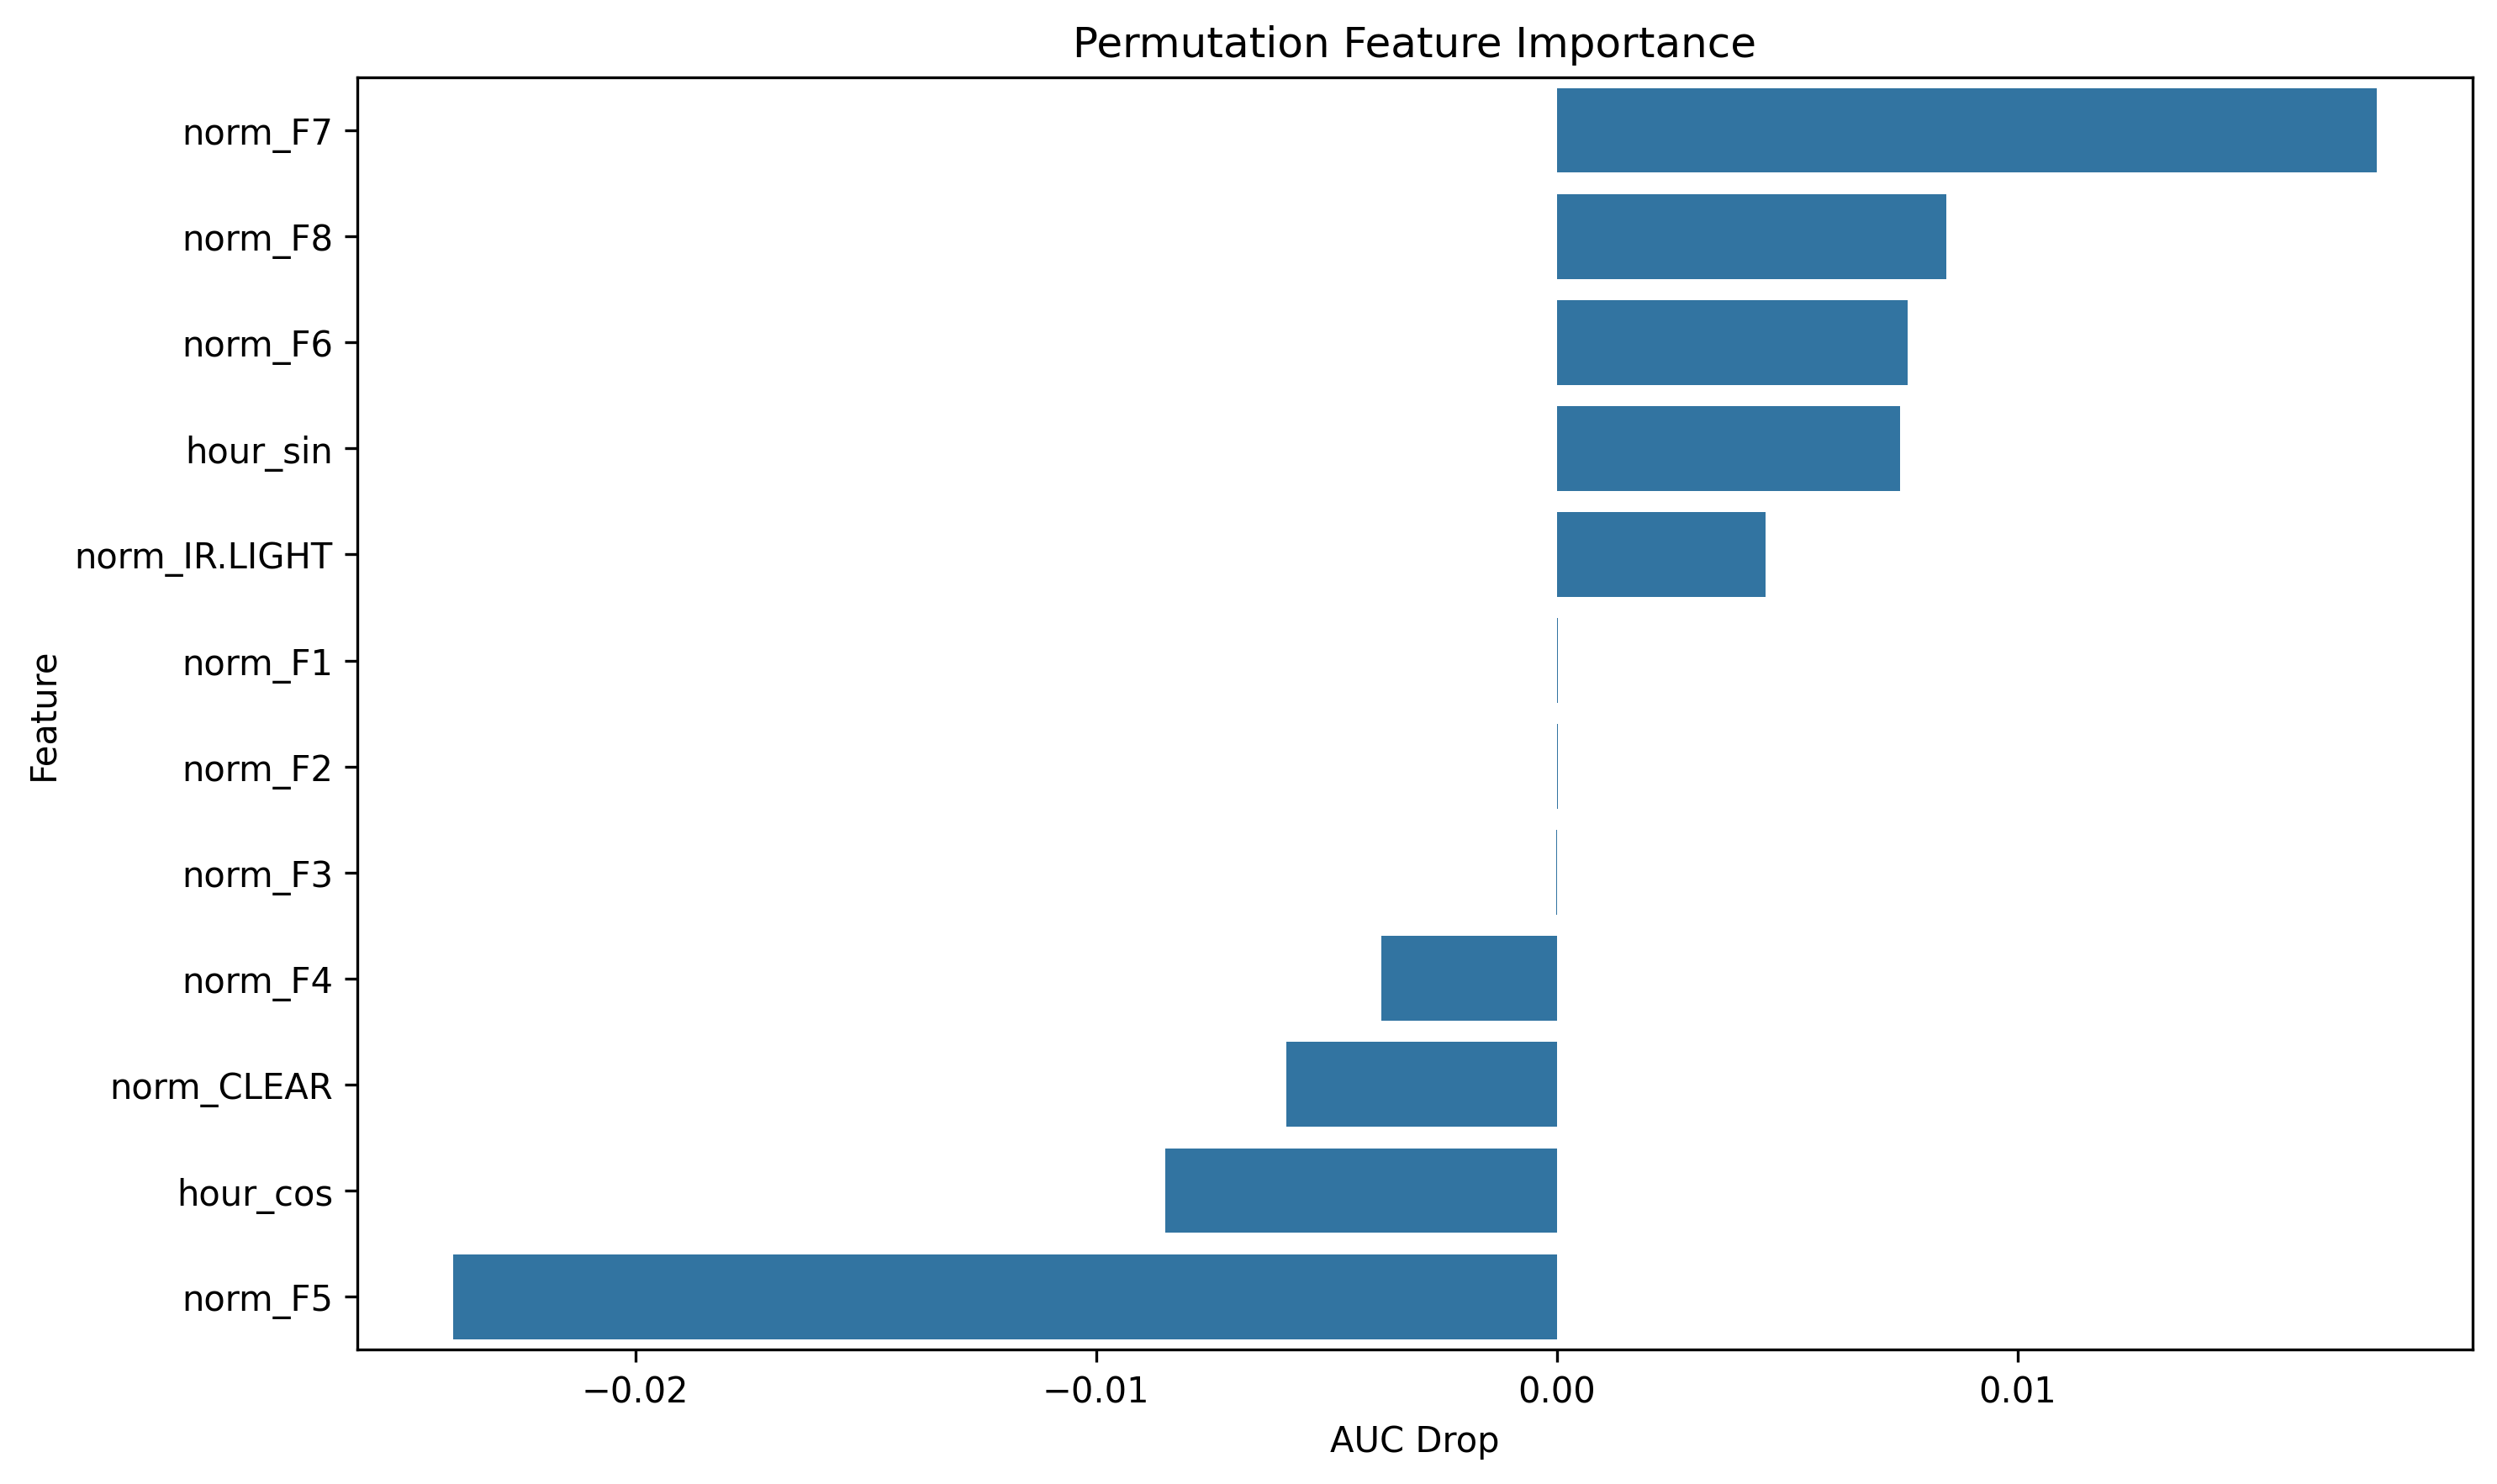 Permutation Feature Importance
norm_F7
norm_F8
norm_F6
hour_sin
norm_IR.LIGHT
norm_F1
norm_F2
norm_F3
norm_F4
norm_CLEAR
hour_cos
norm_F5
Feature
−0.02
−0.01
0.00
0.01
AUC Drop